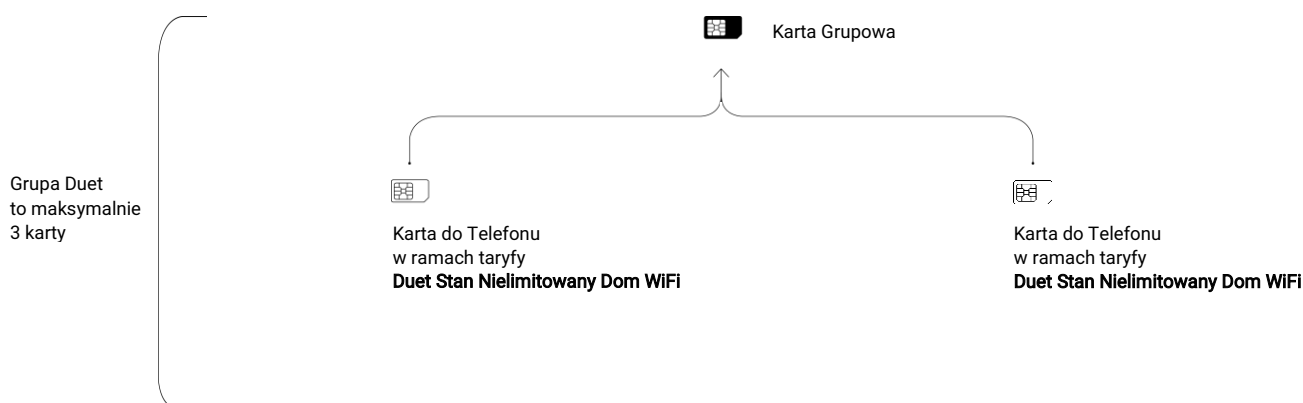 Karta Grupowa
Grupa Duet
to maksymalnie
3 karty
Karta do Telefonu
w ramach taryfy
Duet Stan Nielimitowany Dom WiFi
Karta do Telefonu
w ramach taryfy
Duet Stan Nielimitowany Dom WiFi